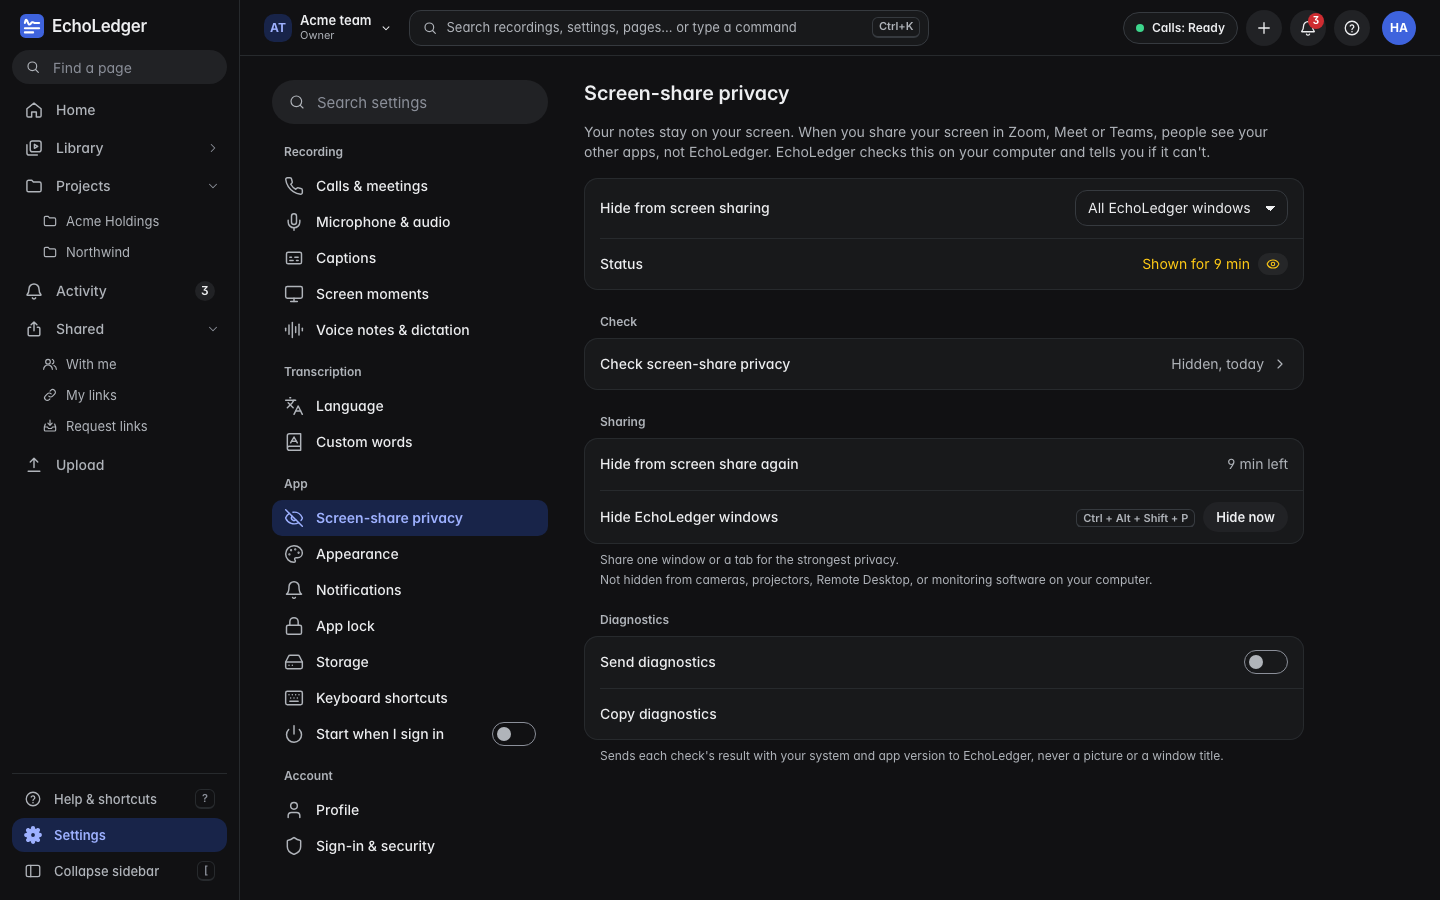 EchoLedger
Find a page
Home
Library
Projects
Acme Holdings
Northwind
Activity
3
Shared
With me
My links
Request links
Upload
Help & shortcuts
?
Settings
Collapse sidebar
[
AT
Acme team
Owner
Search recordings, settings, pages... or type a command
Ctrl+K
Calls: Ready
3
HA
Search settings
Recording
Calls & meetings
Microphone & audio
Captions
Screen moments
Voice notes & dictation
Transcription
Language
Custom words
App
Screen-share privacy
Appearance
Notifications
App lock
Storage
Keyboard shortcuts
Start when I sign in
Account
Profile
Sign-in & security
Screen-share privacy
Your notes stay on your screen. When you share your screen in Zoom, Meet or Teams, people see your
other apps, not EchoLedger. EchoLedger checks this on your computer and tells you if it can't.
Hide from screen sharing
All EchoLedger windows
Status
Shown for 9 min
Check
Check screen-share privacy
Hidden, today
Sharing
Hide from screen share again
9 min left
Hide EchoLedger windows
Ctrl + Alt + Shift + P
Hide now
Share one window or a tab for the strongest privacy.
Not hidden from cameras, projectors, Remote Desktop, or monitoring software on your computer.
Diagnostics
Send diagnostics
Copy diagnostics
Sends each check's result with your system and app version to EchoLedger, never a picture or a window title.